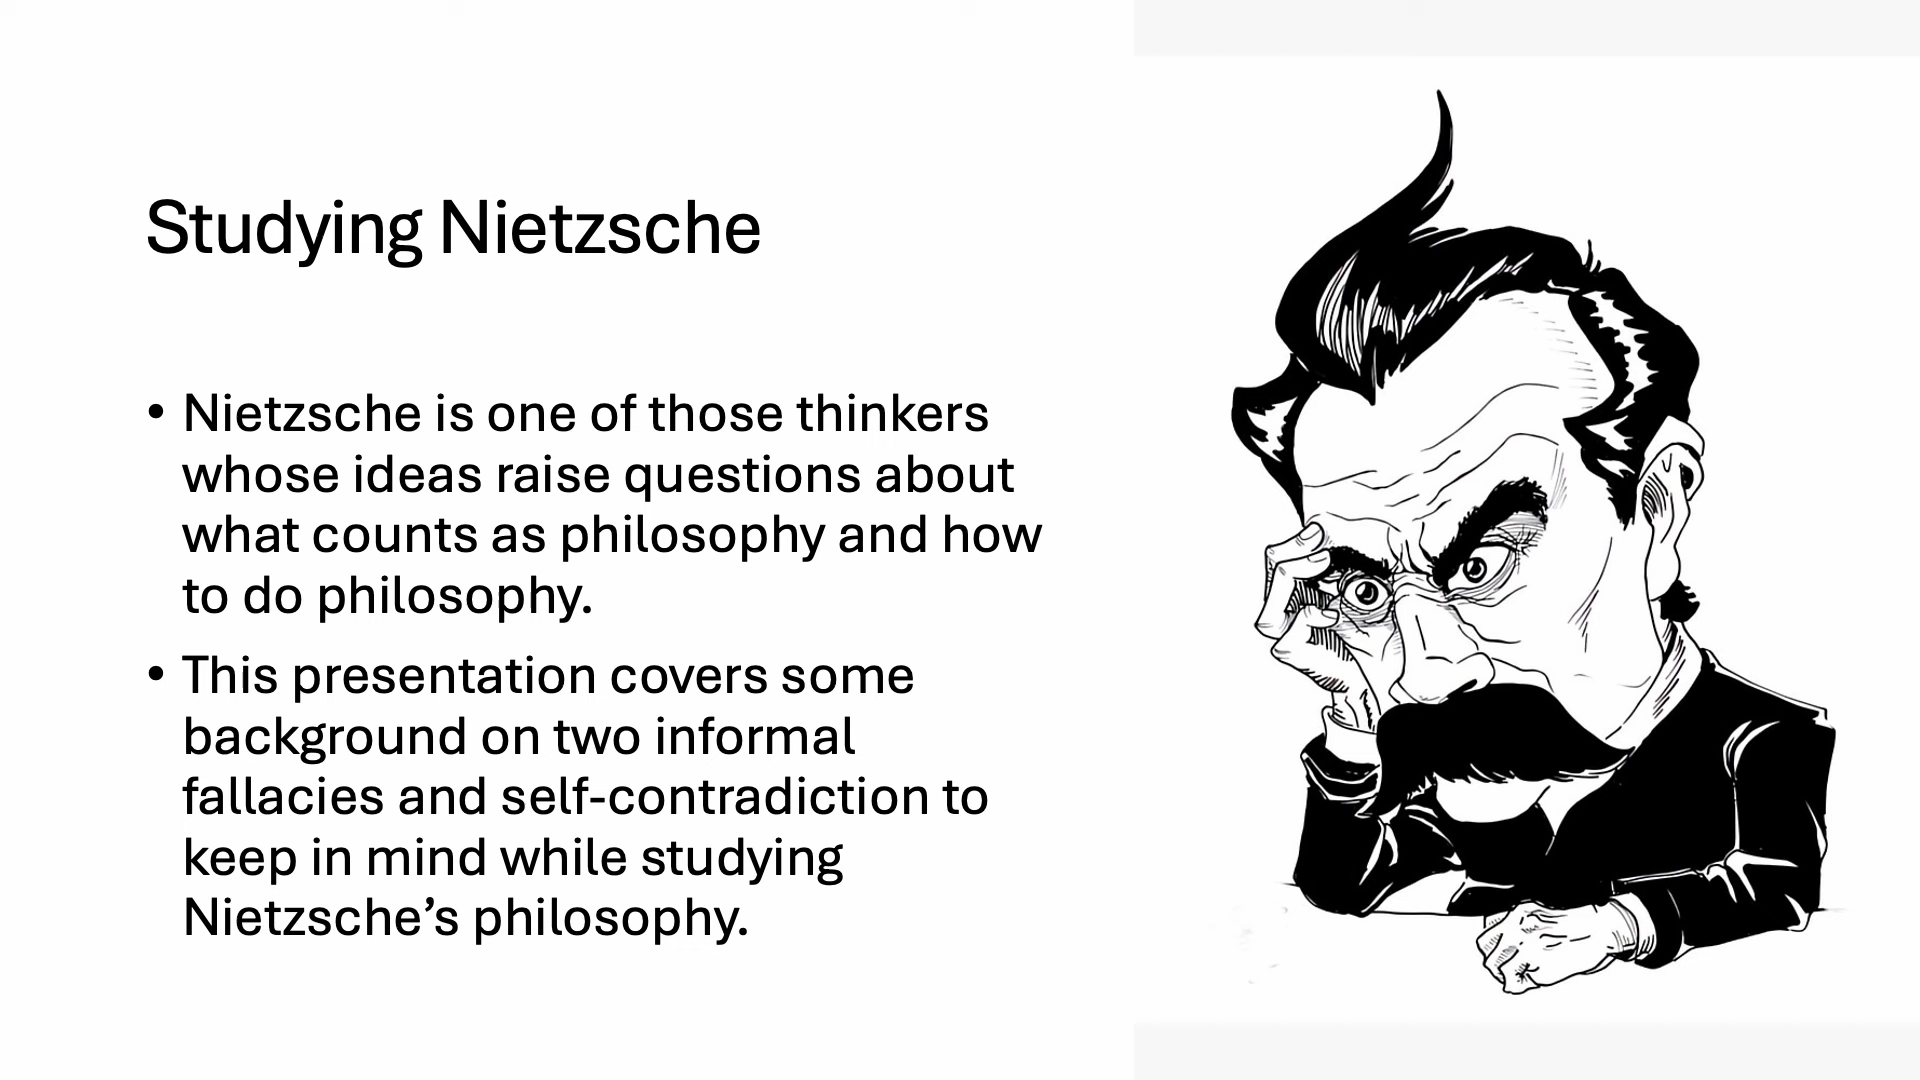 Studying Nietzsche
• Nietzsche is one of those thinkers
whose ideas raise questions about
what counts as philosophy and how
to do philosophy.
• This presentation covers some
background on two informal
fallacies and self-contradiction to
keep in mind while studying
Nietzsche’s philosophy.